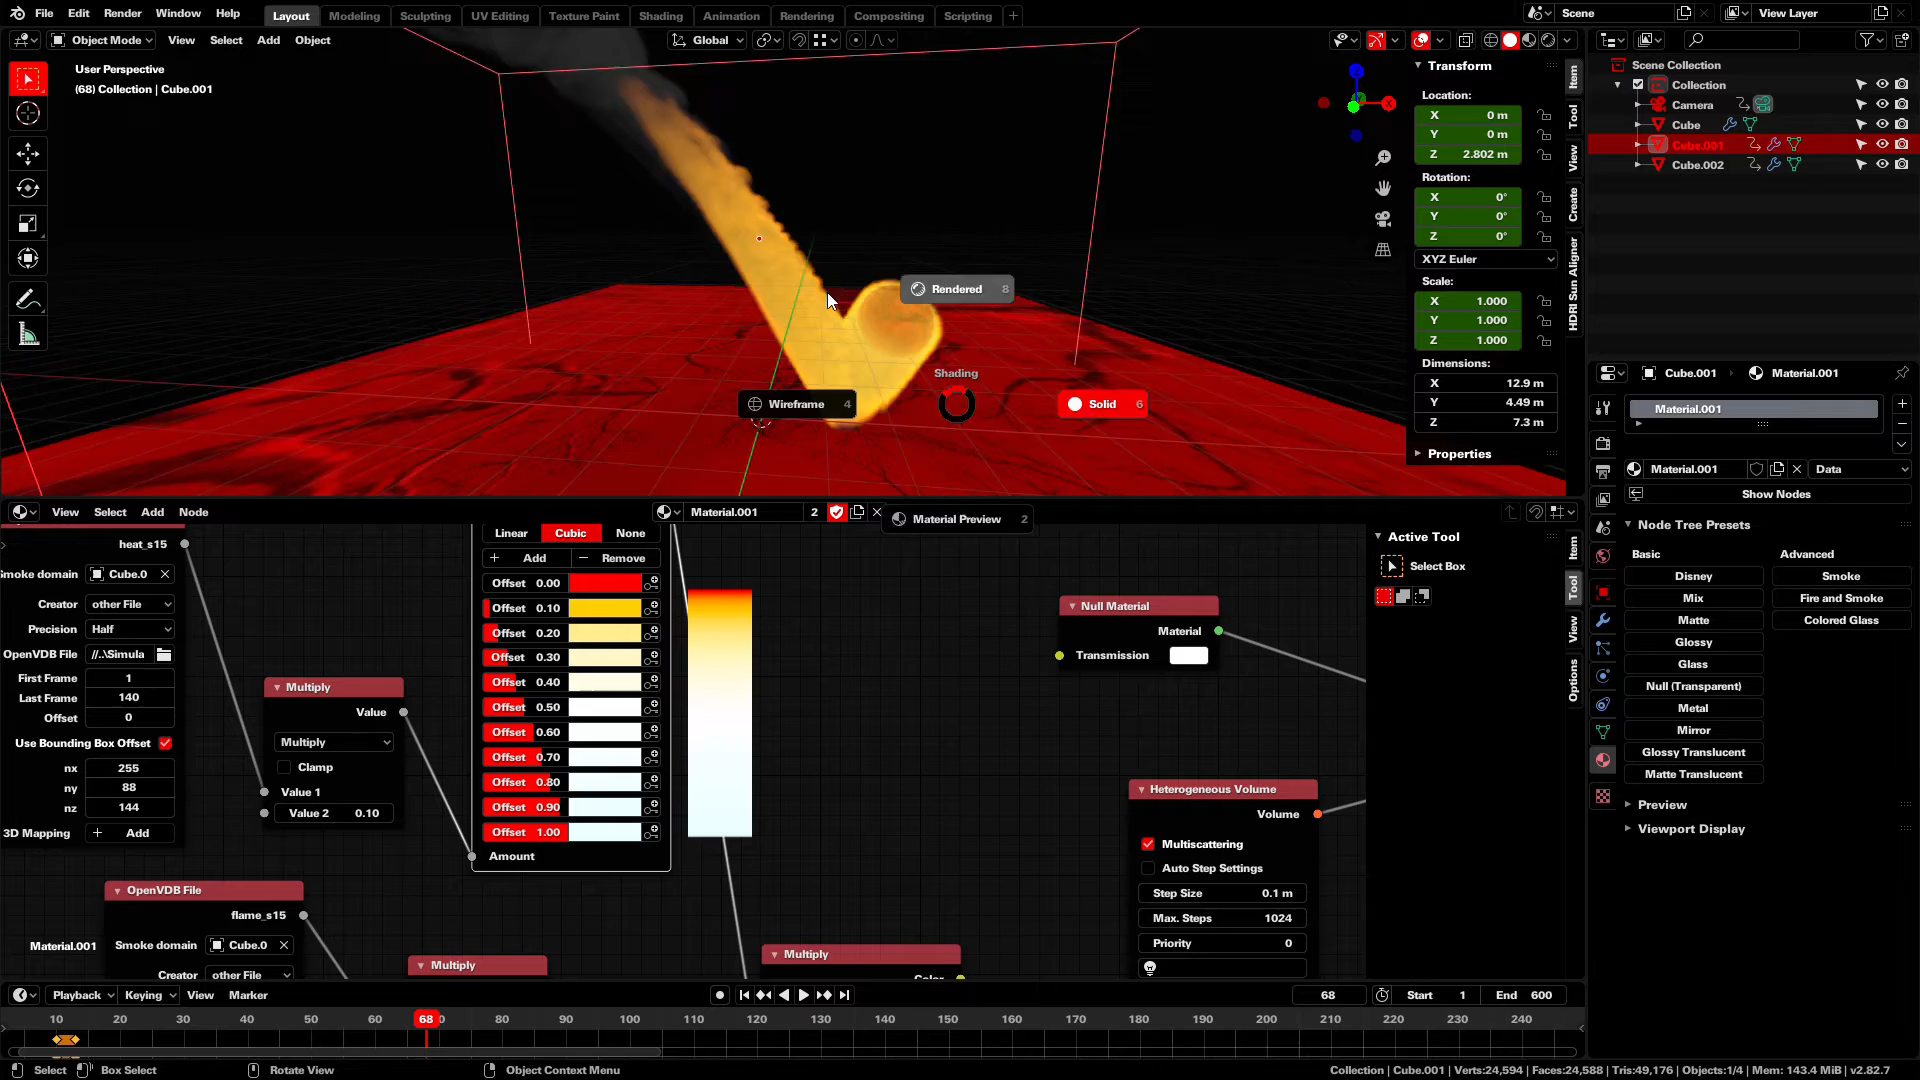 File Edit Render Window Help Layout Modeling Sculpting UV Editing Texture Paint Shading Animation Rendering Compositing Scripting + Scene View Layer
Object Mode View Select Add Object Global
User Perspective
(68) Collection | Cube.001
Transform
Location:
X 0 m
Y 0 m
Z 2.802 m
Rotation:
X 0°
Y 0°
Z 0°
XYZ Euler
Scale:
X 1.000
Y 1.000
Z 1.000
Dimensions:
X 12.9 m
Y 4.49 m
Z 7.3 m
Properties
Item
Tool
View
Create
HDRI Sun Aligner
Rendered 8
Shading
Wireframe 4
Solid 6
Material Preview 2
Scene Collection
Collection
Camera
Cube
Cube.001
Cube.002
Cube.001 Material.001
Material.001
Material.001 Data
Show Nodes
Node Tree Presets
Basic Advanced
Disney Smoke
Mix Fire and Smoke
Matte Colored Glass
Glossy
Glass
Null (Transparent)
Metal
Mirror
Glossy Translucent
Matte Translucent
Preview
Viewport Display
View Select Add Node Material.001 2
heat_s15
Smoke domain Cube.0
Creator other File
Precision Half
OpenVDB File //..\Simula
First Frame 1
Last Frame 140
Offset 0
Use Bounding Box Offset
nx 255
ny 88
nz 144
3D Mapping + Add
Multiply
Value
Multiply
Clamp
Value 1
Value 2 0.10
Linear Cubic None
+ Add − Remove
Offset 0.00
Offset 0.10
Offset 0.20
Offset 0.30
Offset 0.40
Offset 0.50
Offset 0.60
Offset 0.70
Offset 0.80
Offset 0.90
Offset 1.00
Amount
OpenVDB File
flame_s15
Smoke domain Cube.0
Creator other File
Material.001
Multiply
Multiply
Null Material
Material
Transmission
Heterogeneous Volume
Volume
Multiscattering
Auto Step Settings
Step Size 0.1 m
Max. Steps 1024
Priority 0
Active Tool
Select Box
Item
Tool
View
Options
Playback Keying View Marker 68 Start 1 End 600
10 20 30 40 50 60 68 80 90 100 110 120 130 140 150 160 170 180 190 200 210 220 230 240
Select Box Select Rotate View Object Context Menu Collection | Cube.001 | Verts:24,594 | Faces:24,588 | Tris:49,176 | Objects:1/4 | Mem: 143.4 MiB | v2.82.7